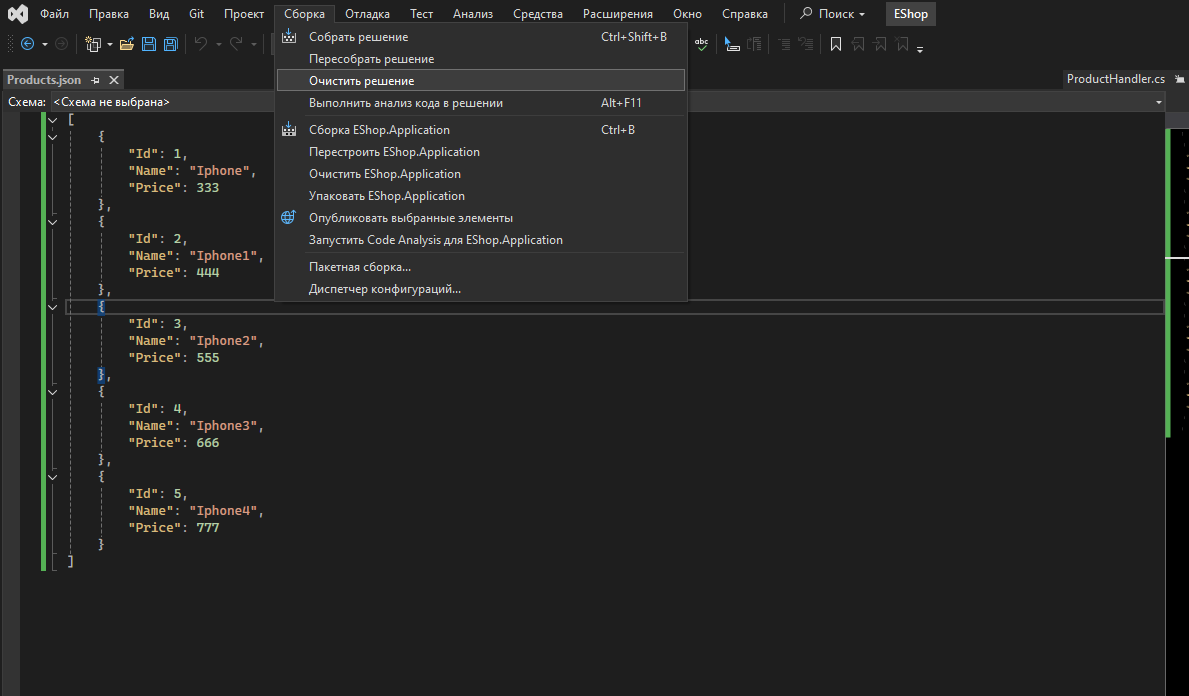 Файл Правка Вид Git Проект Сборка Отладка Тест Анализ Средства Расширения Окно Справка Поиск EShop
Собрать решение Ctrl+Shift+B
Пересобрать решение
Очистить решение
Выполнить анализ кода в решении Alt+F11
Сборка EShop.Application Ctrl+B
Перестроить EShop.Application
Очистить EShop.Application
Упаковать EShop.Application
Опубликовать выбранные элементы
Запустить Code Analysis для EShop.Application
Пакетная сборка...
Диспетчер конфигураций...
abc
Products.json ProductHandler.cs
Схема: <Схема не выбрана>
[
{
"Id": 1,
"Name": "Iphone",
"Price": 333
},
{
"Id": 2,
"Name": "Iphone1",
"Price": 444
},
{
"Id": 3,
"Name": "Iphone2",
"Price": 555
},
{
"Id": 4,
"Name": "Iphone3",
"Price": 666
},
{
"Id": 5,
"Name": "Iphone4",
"Price": 777
}
]